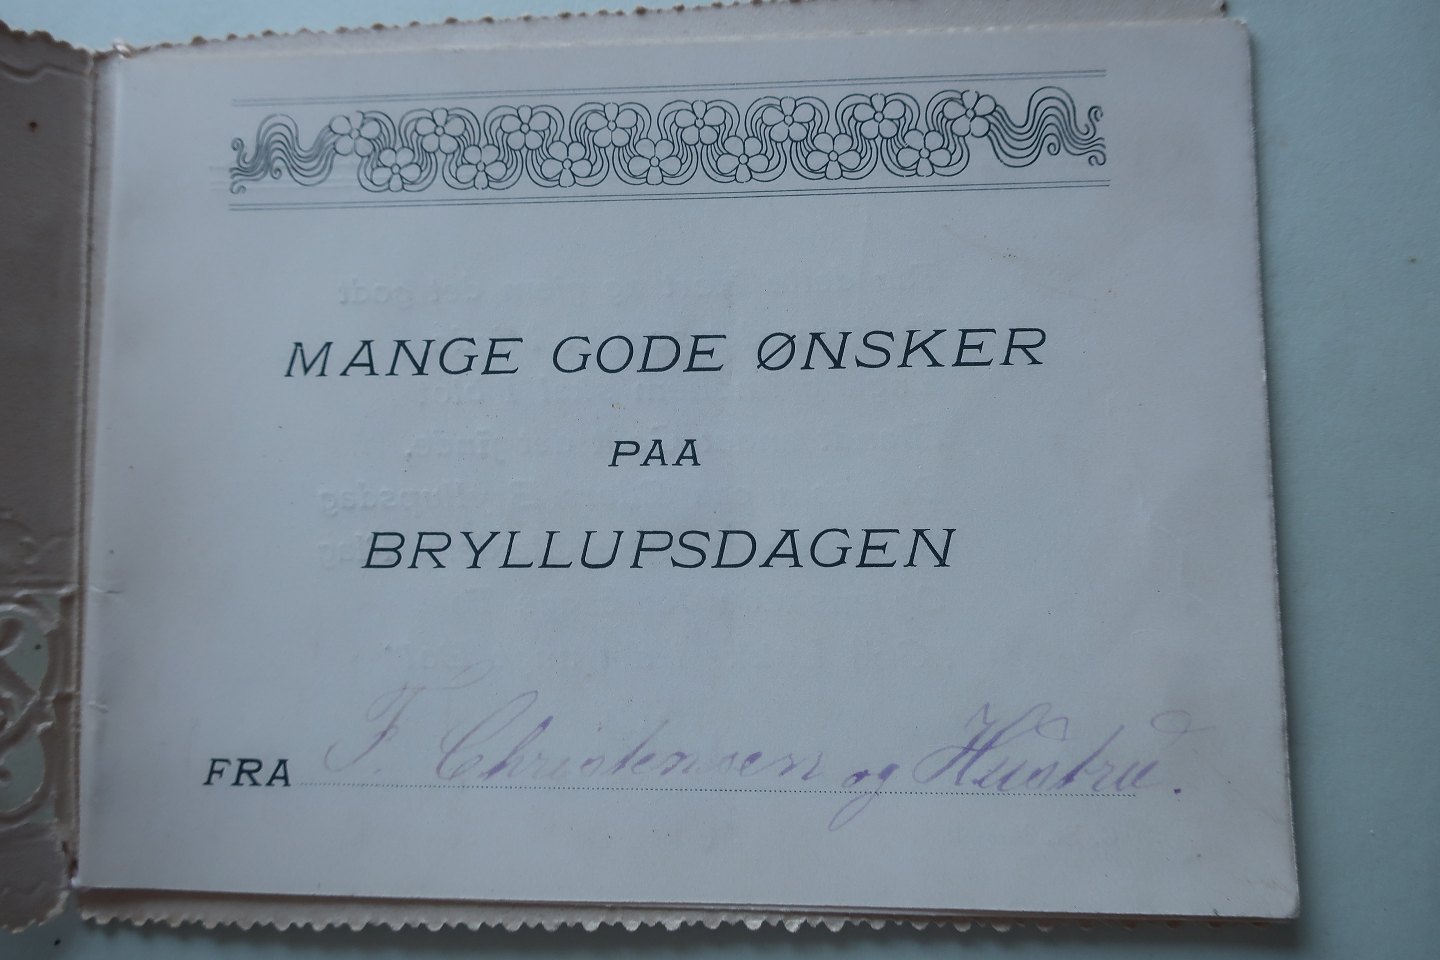 MANGE GODE ØNSKER
PAA
BRYLLUPSDAGEN
FRA F. Christensen og Hustru.